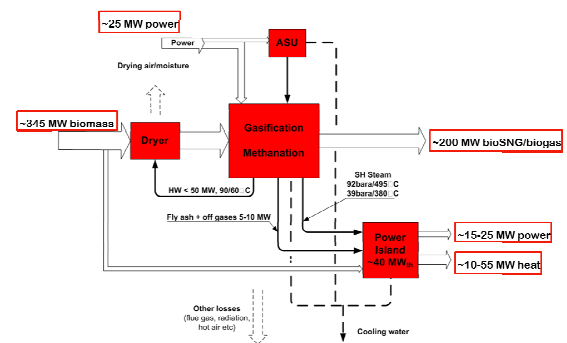 ~25 MW power
Power
ASU
Drying air/moisture
~345 MW biomass
Dryer
Gasification
Methanation
~200 MW bioSNG/biogas
HW < 50 MW, 90/60□C
SH Steam
92bara/495□C
39bara/380□C
Fly ash + off gases 5-10 MW
Power
Island
~40 MWth
~15-25 MW power
~10-55 MW heat
Other losses
(flue gas, radiation,
hot air etc)
Cooling water